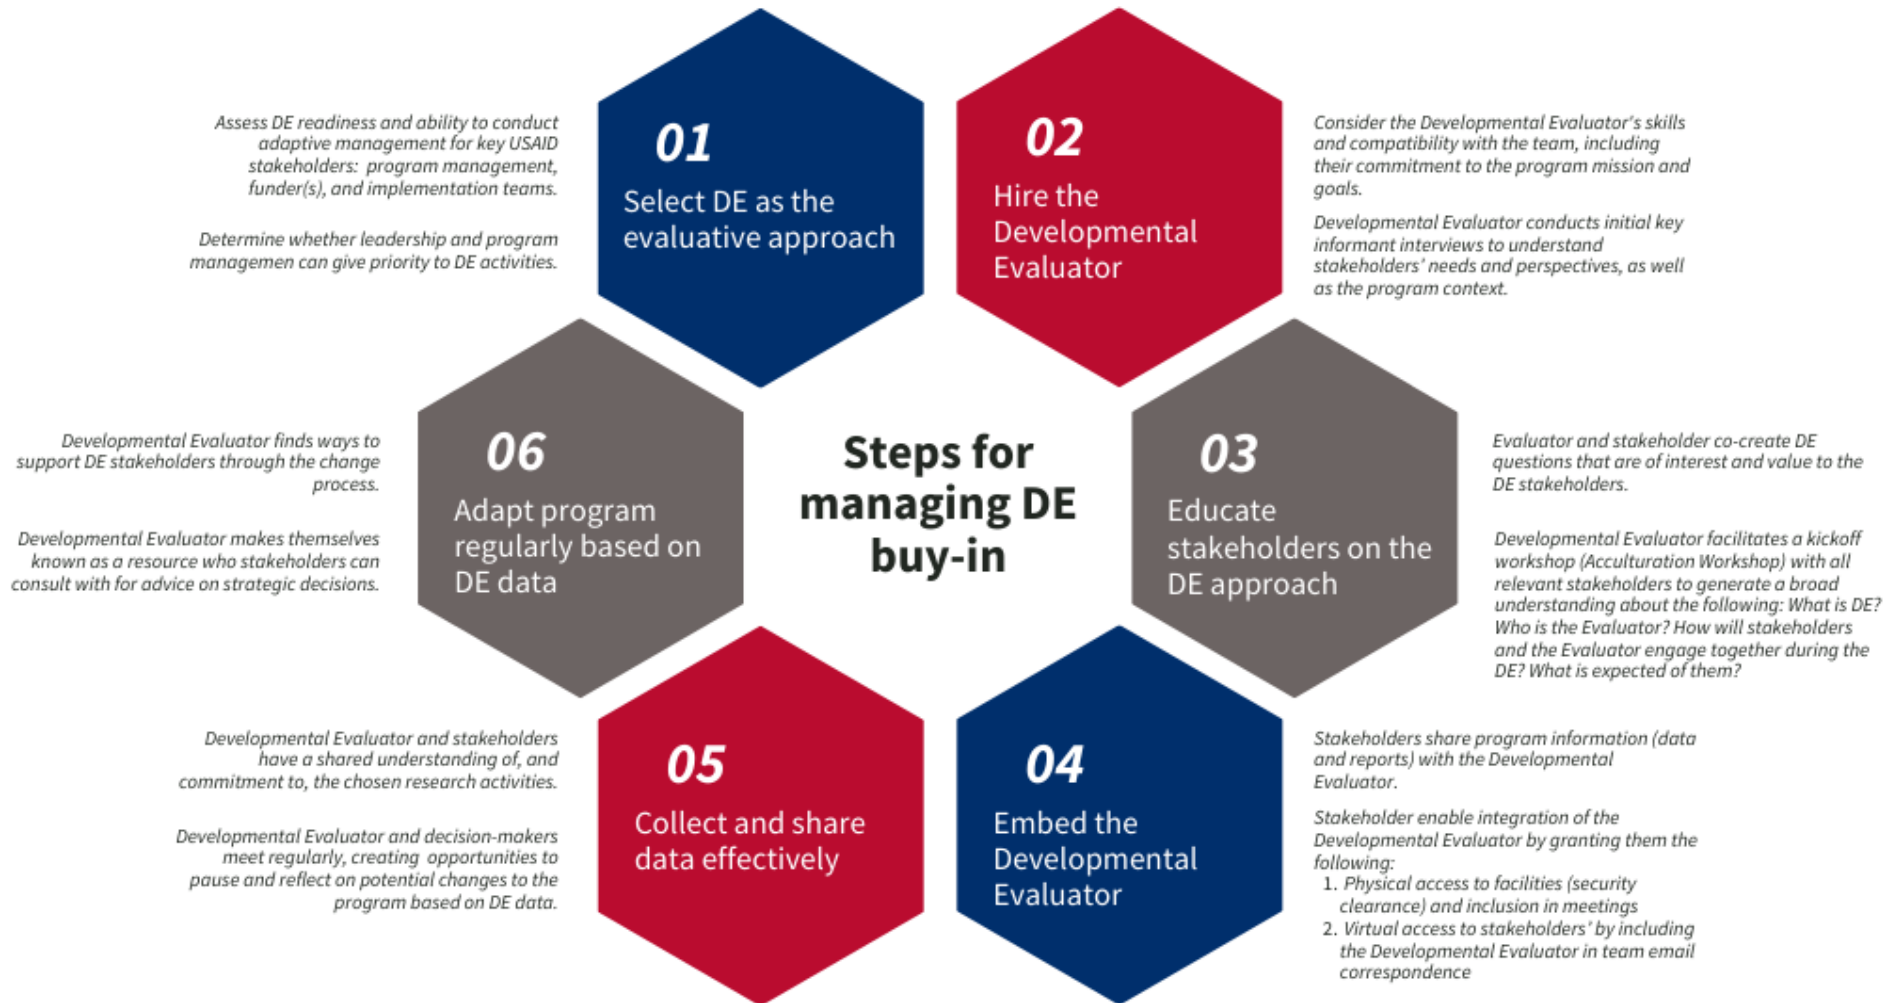 Steps for
managing DE
buy-in
01
Select DE as the
evaluative approach
Assess DE readiness and ability to conduct
adaptive management for key USAID
stakeholders: program management,
funder(s), and implementation teams.
Determine whether leadership and program
managemen can give priority to DE activities.
02
Hire the
Developmental
Evaluator
Consider the Developmental Evaluator's skills
and compatibility with the team, including
their commitment to the program mission and
goals.
Developmental Evaluator conducts initial key
informant interviews to understand
stakeholders' needs and perspectives, as well
as the program context.
03
Educate
stakeholders on the
DE approach
Evaluator and stakeholder co-create DE
questions that are of interest and value to the
DE stakeholders.
Developmental Evaluator facilitates a kickoff
workshop (Acculturation Workshop) with all
relevant stakeholders to generate a broad
understanding about the following: What is DE?
Who is the Evaluator? How will stakeholders
and the Evaluator engage together during the
DE? What is expected of them?
04
Embed the
Developmental
Evaluator
Stakeholders share program information (data
and reports) with the Developmental
Evaluator.
Stakeholder enable integration of the
Developmental Evaluator by granting them the
following:
1. Physical access to facilities (security
clearance) and inclusion in meetings
2. Virtual access to stakeholders' by including
the Developmental Evaluator in team email
correspondence
05
Collect and share
data effectively
Developmental Evaluator and stakeholders
have a shared understanding of, and
commitment to, the chosen research activities.
Developmental Evaluator and decision-makers
meet regularly, creating opportunities to
pause and reflect on potential changes to the
program based on DE data.
06
Adapt program
regularly based on
DE data
Developmental Evaluator finds ways to
support DE stakeholders through the change
process.
Developmental Evaluator makes themselves
known as a resource who stakeholders can
consult with for advice on strategic decisions.